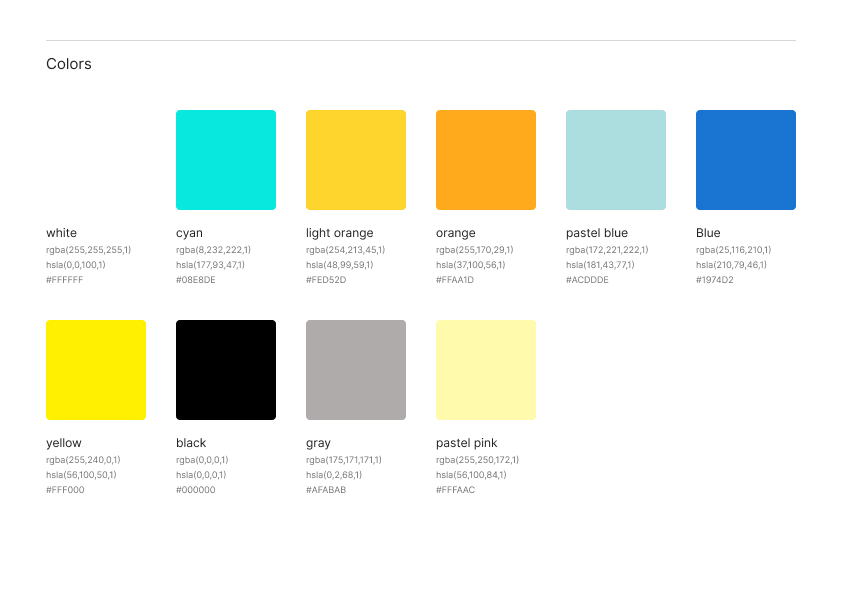 Colors
white
rgba(255,255,255,1)
hsla(0,0,100,1)
#FFFFFF
cyan
rgba(8,232,222,1)
hsla(177,93,47,1)
#08E8DE
light orange
rgba(254,213,45,1)
hsla(48,99,59,1)
#FED52D
orange
rgba(255,170,29,1)
hsla(37,100,56,1)
#FFAA1D
pastel blue
rgba(172,221,222,1)
hsla(181,43,77,1)
#ACDDDE
Blue
rgba(25,116,210,1)
hsla(210,79,46,1)
#1974D2
yellow
rgba(255,240,0,1)
hsla(56,100,50,1)
#FFF000
black
rgba(0,0,0,1)
hsla(0,0,0,1)
#000000
gray
rgba(175,171,171,1)
hsla(0,2,68,1)
#AFABAB
pastel pink
rgba(255,250,172,1)
hsla(56,100,84,1)
#FFFAAC